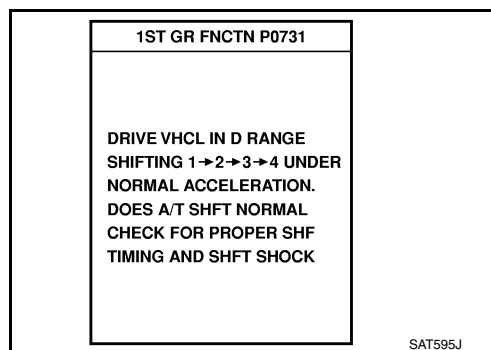 1ST GR FNCTN P0731
DRIVE VHCL IN D RANGE
SHIFTING 1→2→3→4 UNDER
NORMAL ACCELERATION.
DOES A/T SHFT NORMAL
CHECK FOR PROPER SHF
TIMING AND SHFT SHOCK
SAT595J